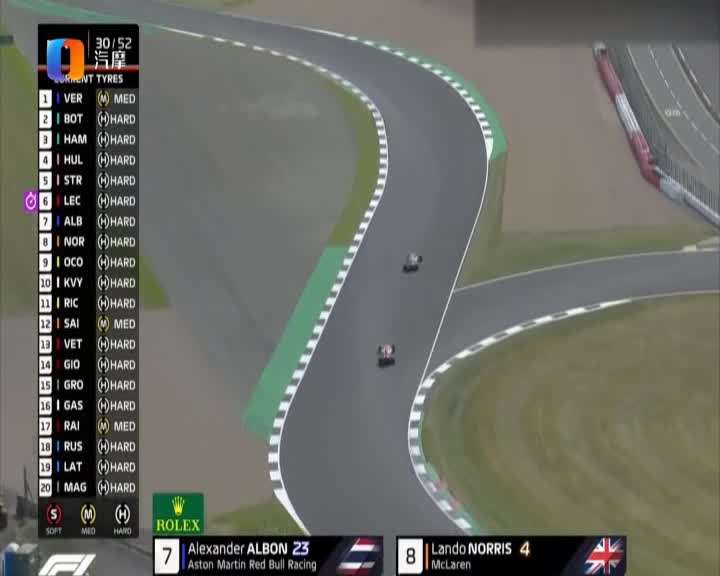 30/52
汽摩
CURRENT TYRES
1 VER M MED
2 BOT H HARD
3 HAM H HARD
4 HUL H HARD
5 STR H HARD
6 LEC H HARD
7 ALB H HARD
8 NOR H HARD
9 OCO H HARD
10 KVY H HARD
11 RIC H HARD
12 SAI M MED
13 VET H HARD
14 GIO H HARD
15 GRO H HARD
16 GAS H HARD
17 RAI M MED
18 RUS H HARD
19 LAT H HARD
20 MAG H HARD
S M H
SOFT MED HARD
ROLEX
7 Alexander ALBON 23
Aston Martin Red Bull Racing
8 Lando NORRIS 4
McLaren
F1